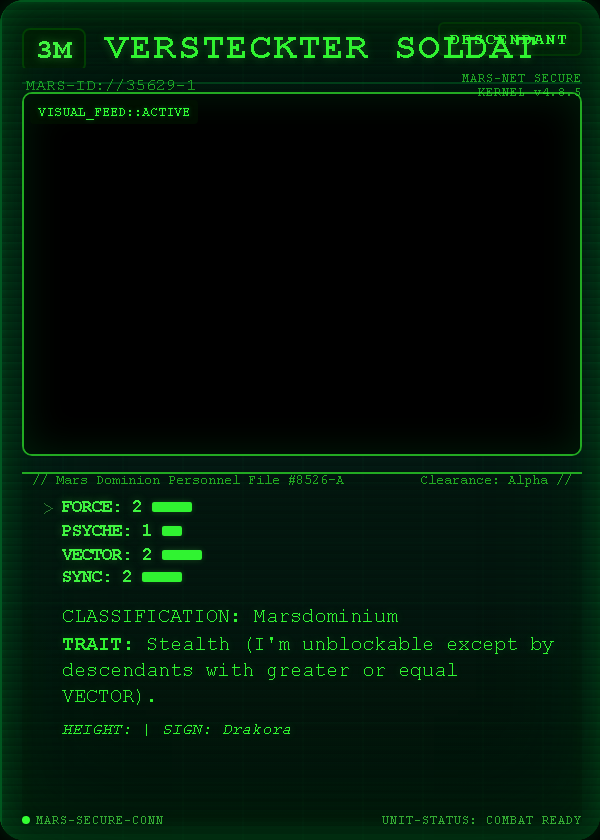 3M VERSTECKTER SOLDAT DESCENDANT
MARS-ID://35629-1
MARS-NET SECURE
KERNEL v4.8.5
VISUAL_FEED::ACTIVE
// Mars Dominion Personnel File #8526-A Clearance: Alpha //
> FORCE: 2
PSYCHE: 1
VECTOR: 2
SYNC: 2
CLASSIFICATION: Marsdominium
TRAIT: Stealth (I'm unblockable except by
descendants with greater or equal
VECTOR).
HEIGHT: | SIGN: Drakora
MARS-SECURE-CONN UNIT-STATUS: COMBAT READY